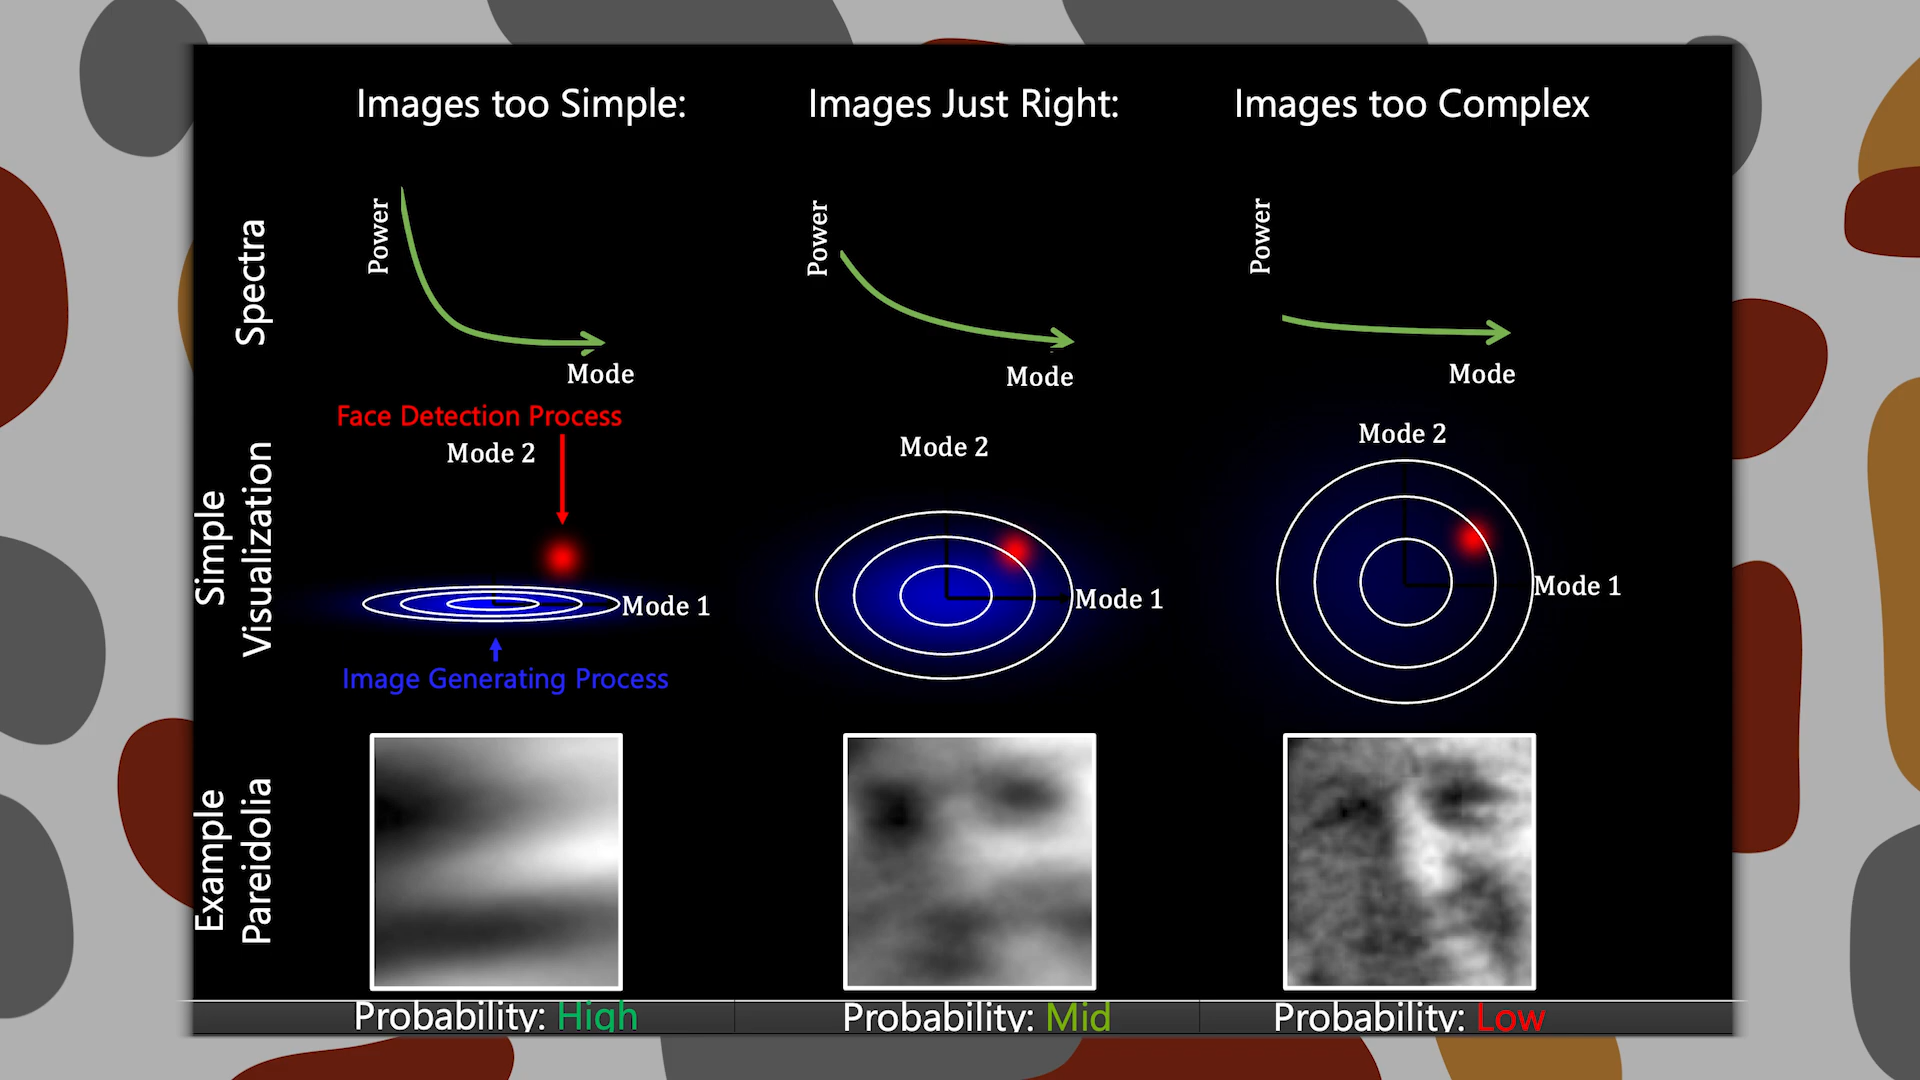 Images too Simple:
Images Just Right:
Images too Complex
Spectra
Power
Mode
Power
Mode
Power
Mode
Simple
Visualization
Face Detection Process
Mode 2
Mode 1
Image Generating Process
Mode 2
Mode 1
Mode 2
Mode 1
Example
Pareidolia
Probability: High
Probability: Mid
Probability: Low